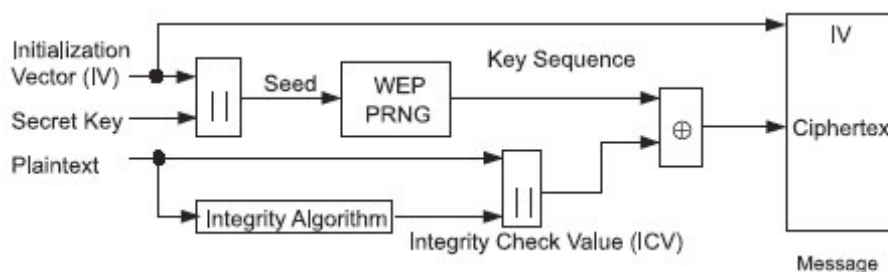 Initialization
Vector (IV)
Secret Key
Plaintext
||
Seed
WEP
PRNG
Key Sequence
IV
Ciphertex
⊕
||
Integrity Algorithm
Integrity Check Value (ICV)
Message